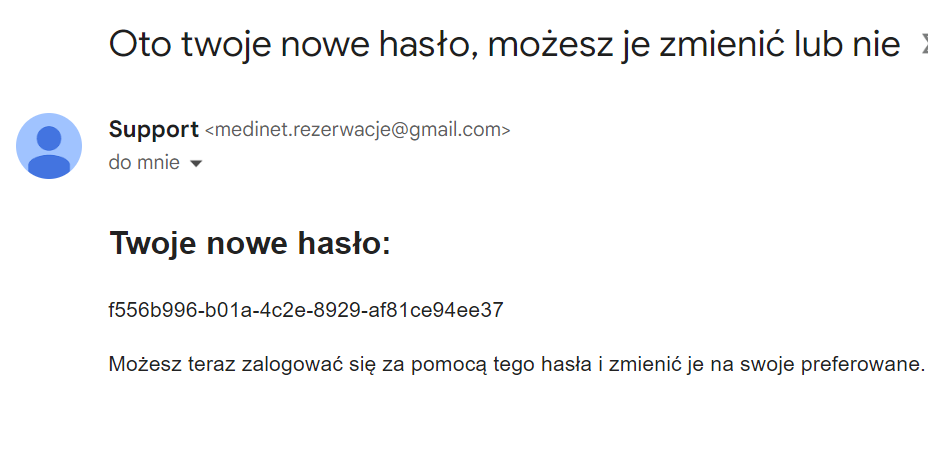 Oto twoje nowe hasło, możesz je zmienić lub nie
Support <medinet.rezerwacje@gmail.com>
do mnie
Twoje nowe hasło:
f556b996-b01a-4c2e-8929-af81ce94ee37
Możesz teraz zalogować się za pomocą tego hasła i zmienić je na swoje preferowane.